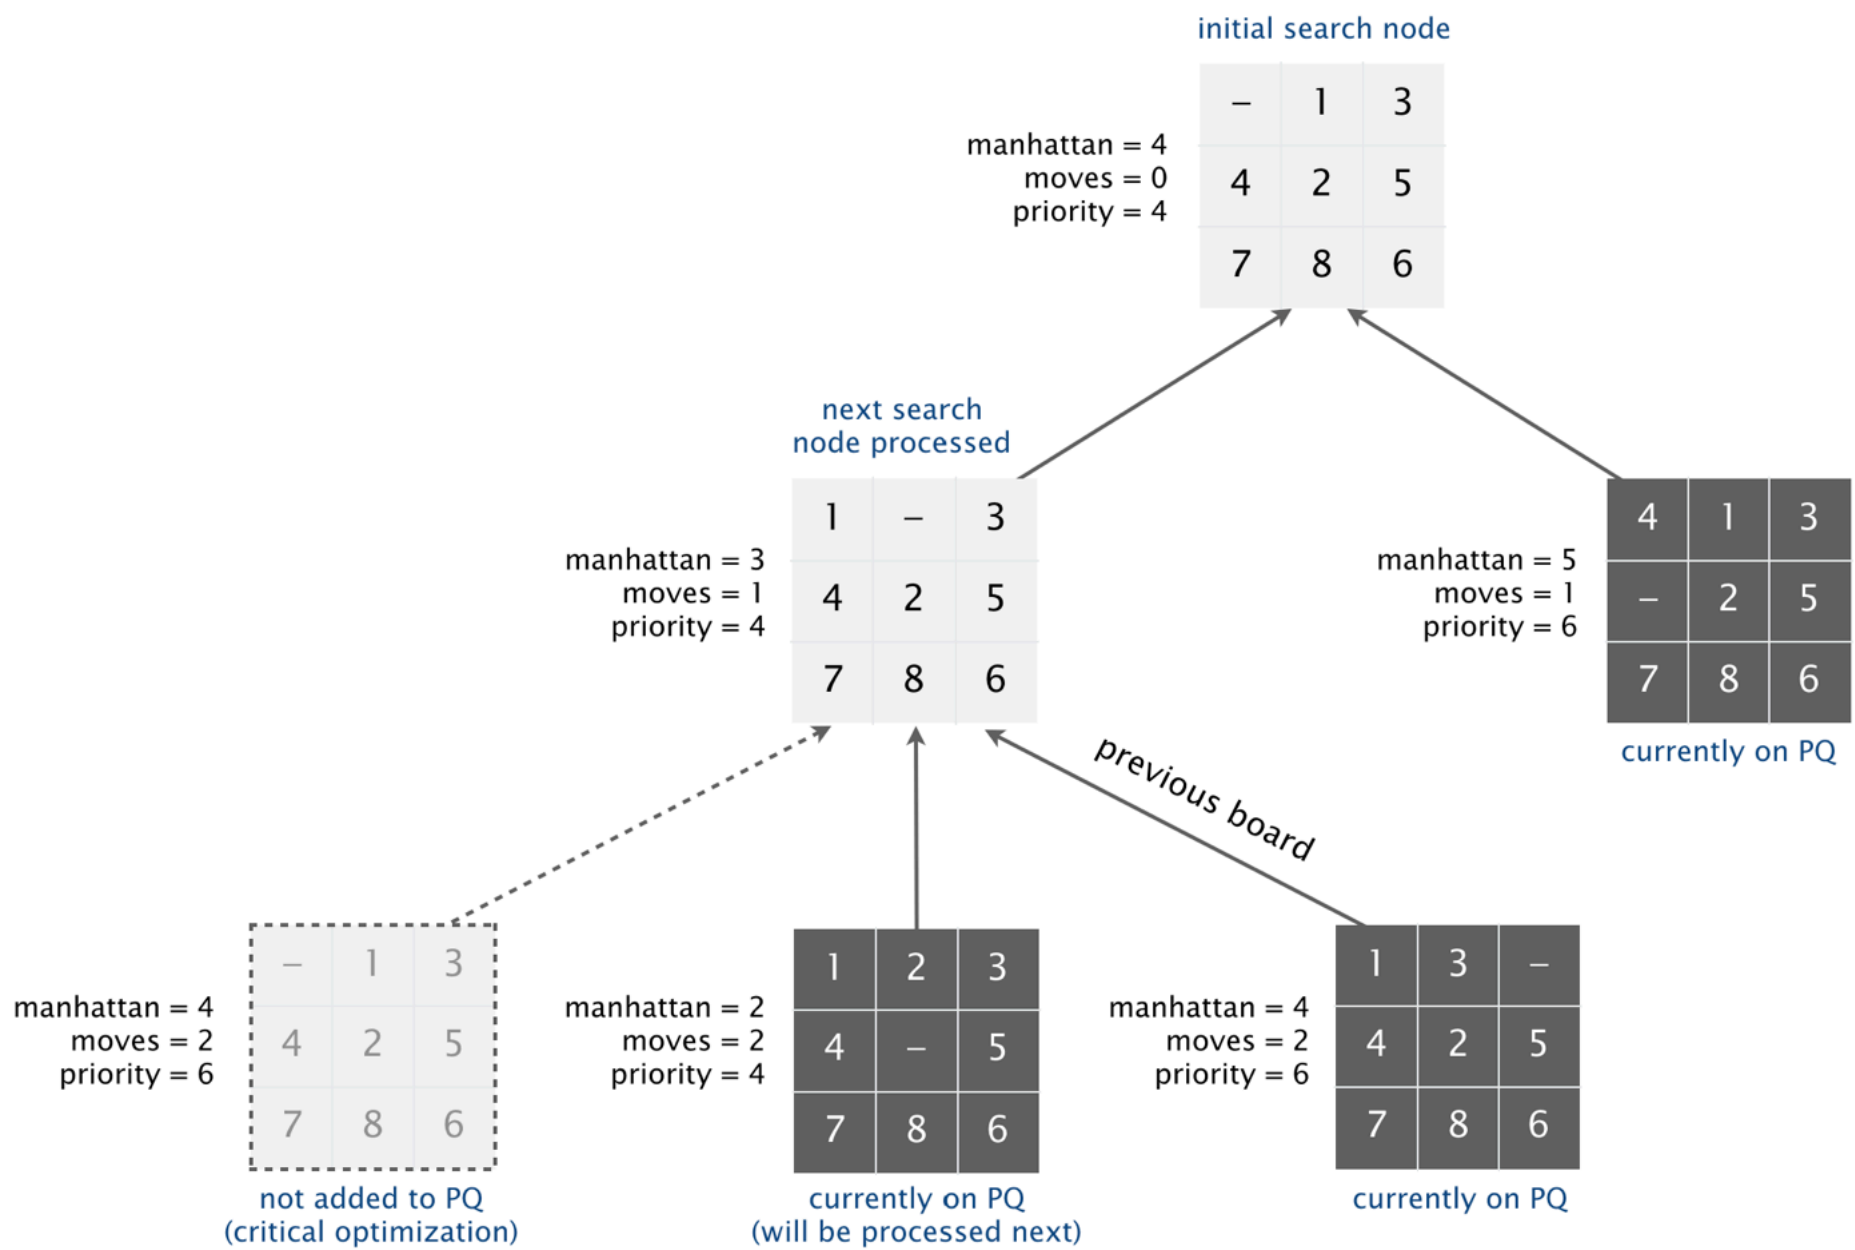 initial search node
– 1 3
manhattan = 4
moves = 0
priority = 4
4 2 5
7 8 6
next search
node processed
1 – 3
manhattan = 3
moves = 1
priority = 4
4 2 5
7 8 6
4 1 3
manhattan = 5
moves = 1
priority = 6
– 2 5
7 8 6
currently on PQ
previous board
– 1 3
manhattan = 4
moves = 2
priority = 6
4 2 5
7 8 6
not added to PQ
(critical optimization)
1 2 3
manhattan = 2
moves = 2
priority = 4
4 – 5
7 8 6
currently on PQ
(will be processed next)
1 3 –
manhattan = 4
moves = 2
priority = 6
4 2 5
7 8 6
currently on PQ